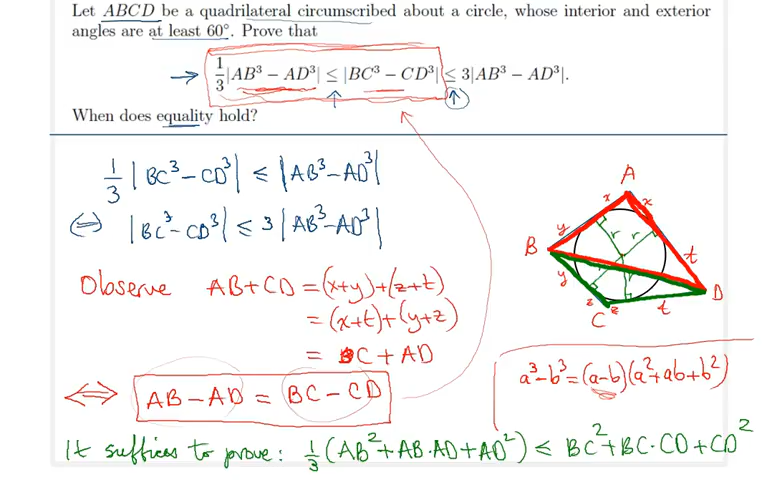 Let ABCD be a quadrilateral circumscribed about a circle, whose interior and exterior
angles are at least 60°. Prove that
1/3|AB³ − AD³| ≤ |BC³ − CD³| ≤ 3|AB³ − AD³|.
When does equality hold?
1/3 |BC³ − CD³| ≤ |AB³ − AD³|
⇔ |BC³ − CD³| ≤ 3 |AB³ − AD³|
Observe AB + CD = (x+y) + (z+t)
= (x+t) + (y+z)
= BC + AD
⇔ AB − AD = BC − CD
It suffices to prove: 1/3 (AB² + AB·AD + AD²) ≤ BC² + BC·CD + CD²
A
x x
y r r t
B
D
y z z t
C
a³ − b³ = (a−b)(a² + ab + b²)